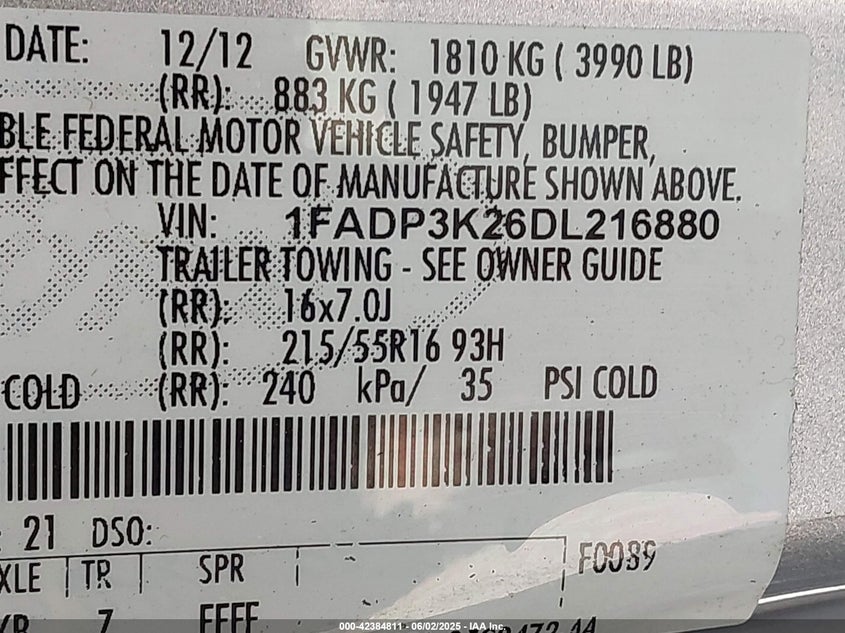 DATE: 12/12 GVWR: 1810 KG ( 3990 LB)
(RR): 883 KG ( 1947 LB)
BLE FEDERAL MOTOR VEHICLE SAFETY, BUMPER,
FFECT ON THE DATE OF MANUFACTURE SHOWN ABOVE.
VIN: 1FADP3K26DL216880
TRAILER TOWING - SEE OWNER GUIDE
(RR): 16x7.0J
(RR): 215/55R16 93H
COLD (RR): 240 kPa/ 35 PSI COLD
: 21 DSO:
F0089
XLE TR SPR
7 FFFF
000-42384811 - 06/02/2025 - IAA Inc.